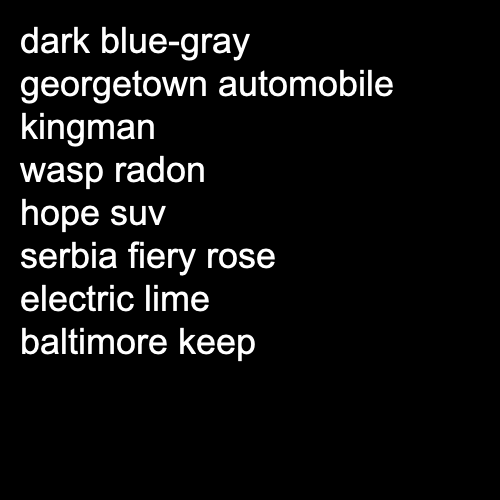 dark blue-gray
georgetown automobile
kingman
wasp radon
hope suv
serbia fiery rose
electric lime
baltimore keep